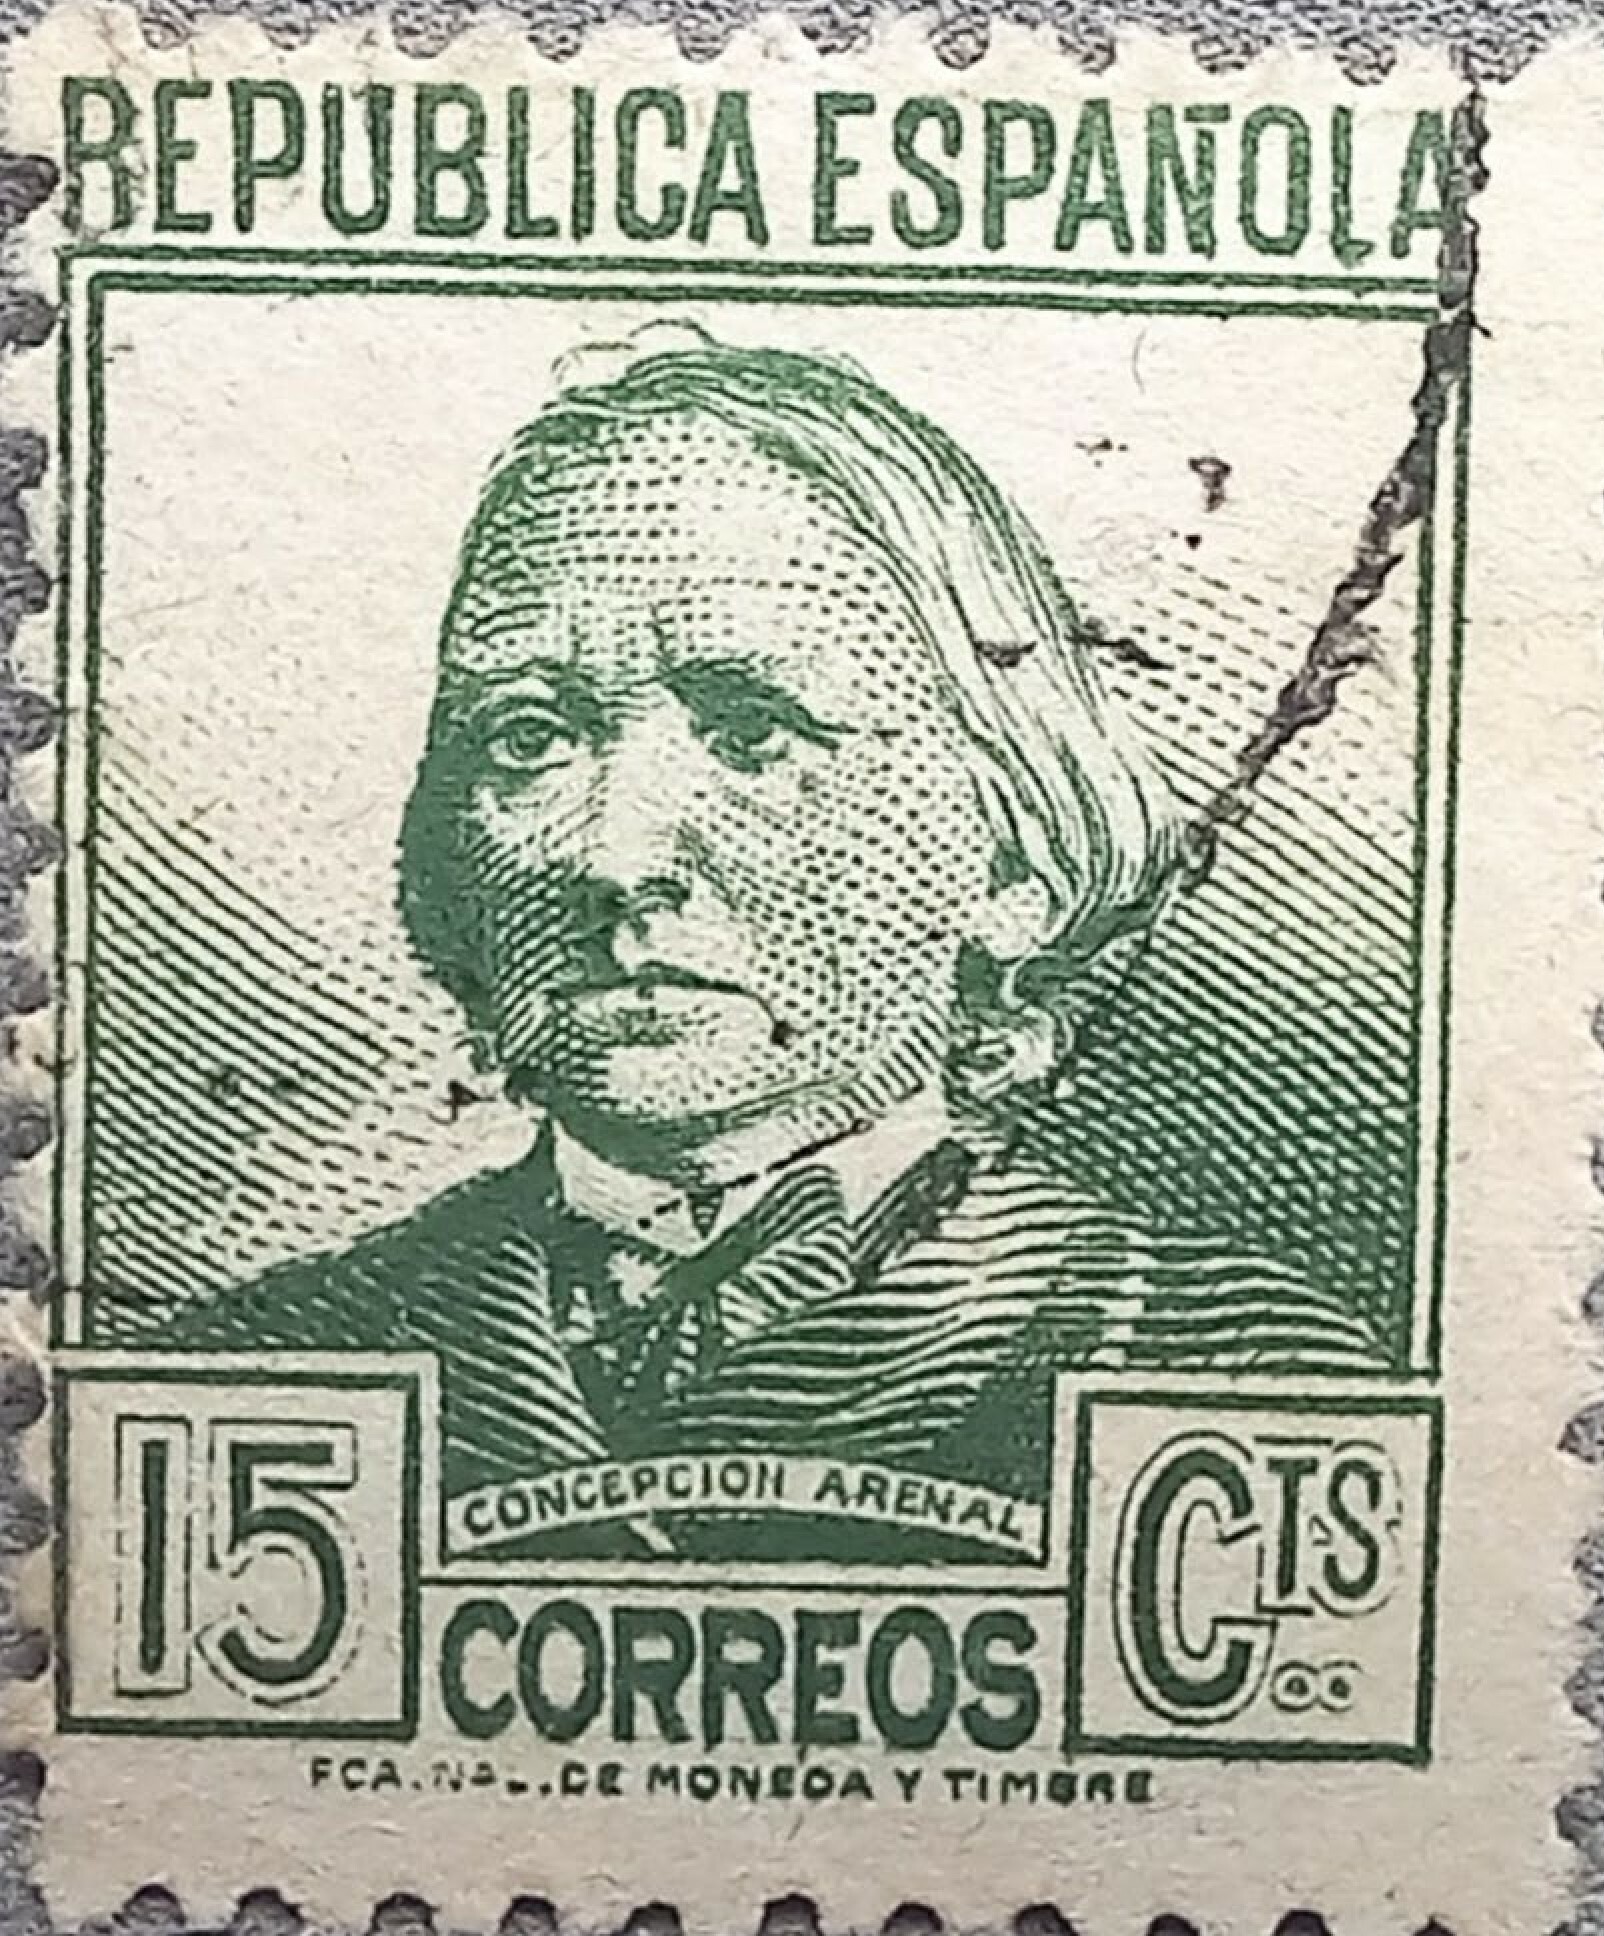 REPUBLICA ESPAÑOLA
CONCEPCION ARENAL
15 CORREOS CTS
FCA.NAL.DE MONEDA Y TIMBRE